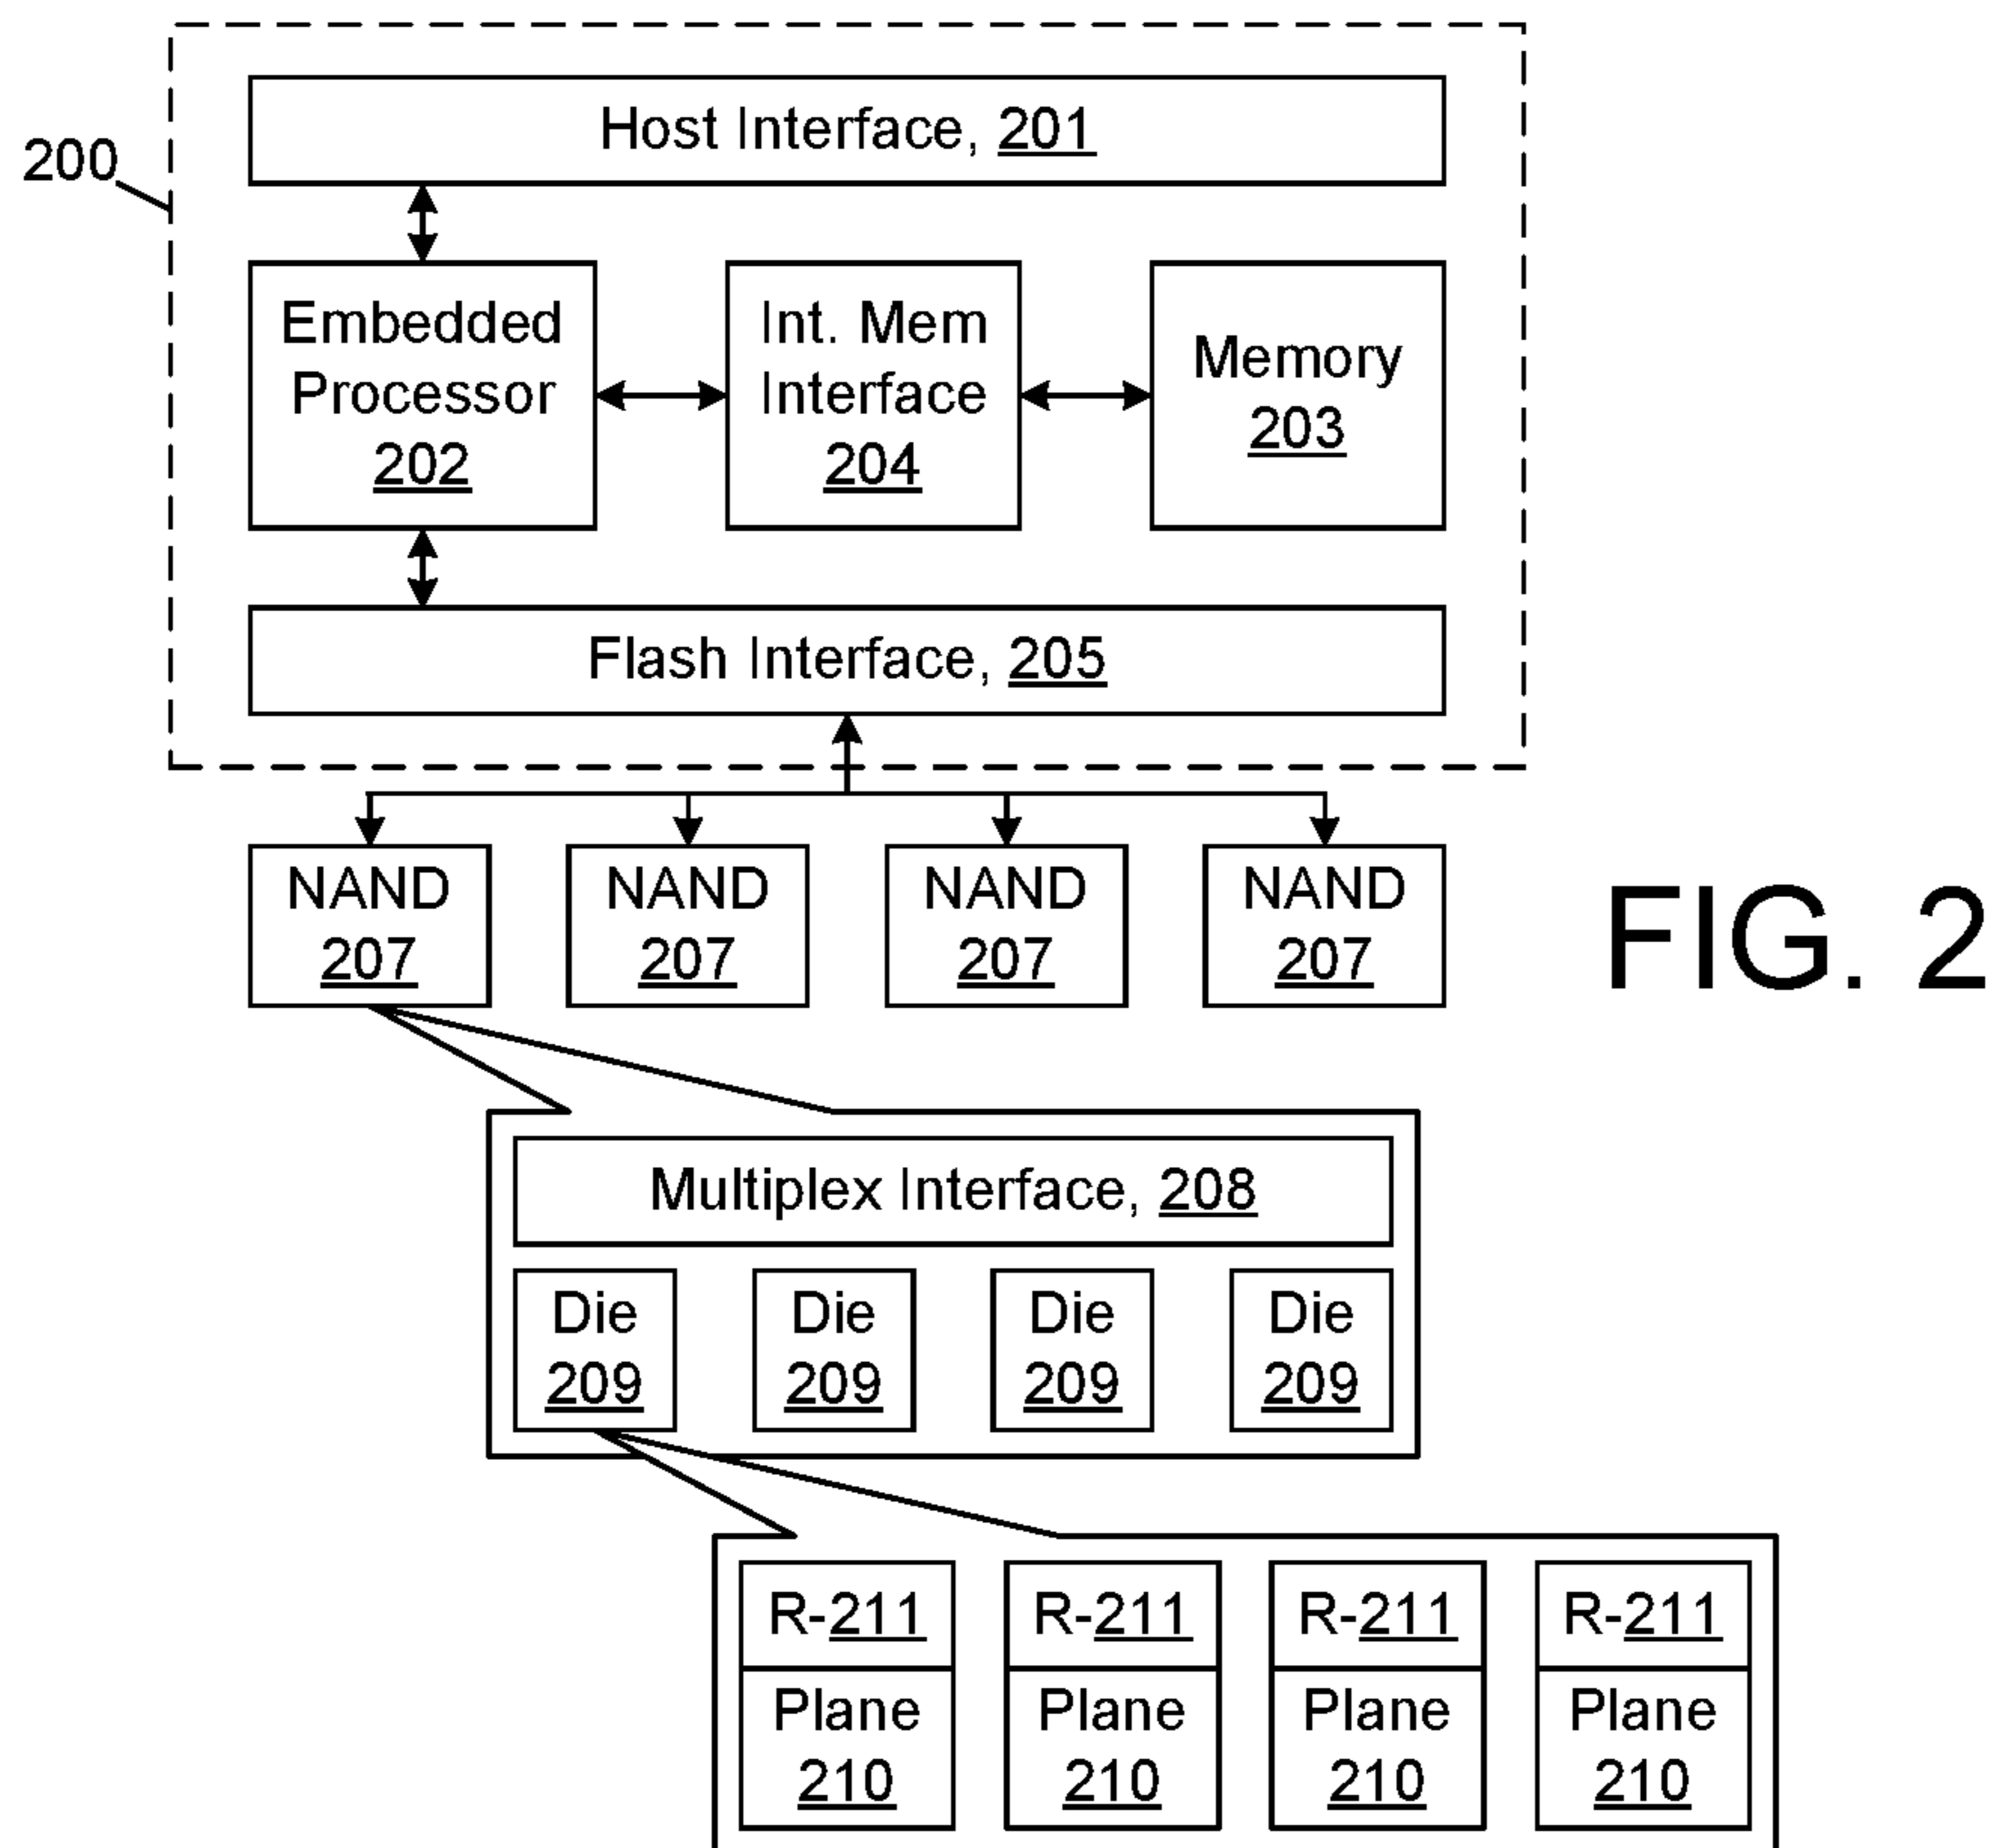 Host Interface, 201
200
Embedded
Processor
202
Int. Mem
Interface
204
Memory
203
Flash Interface, 205
NAND
207
NAND
207
NAND
207
NAND
207
FIG. 2
Multiplex Interface, 208
Die
209
Die
209
Die
209
Die
209
R-211
R-211
R-211
R-211
Plane
210
Plane
210
Plane
210
Plane
210